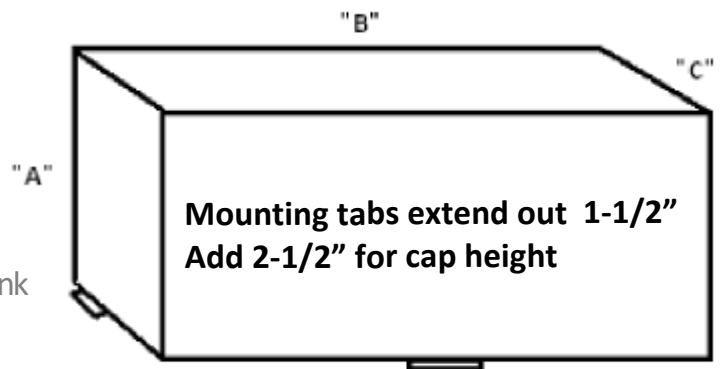 "B"
"C"
"A"
Mounting tabs extend out 1-1/2”
Add 2-1/2” for cap height
nk